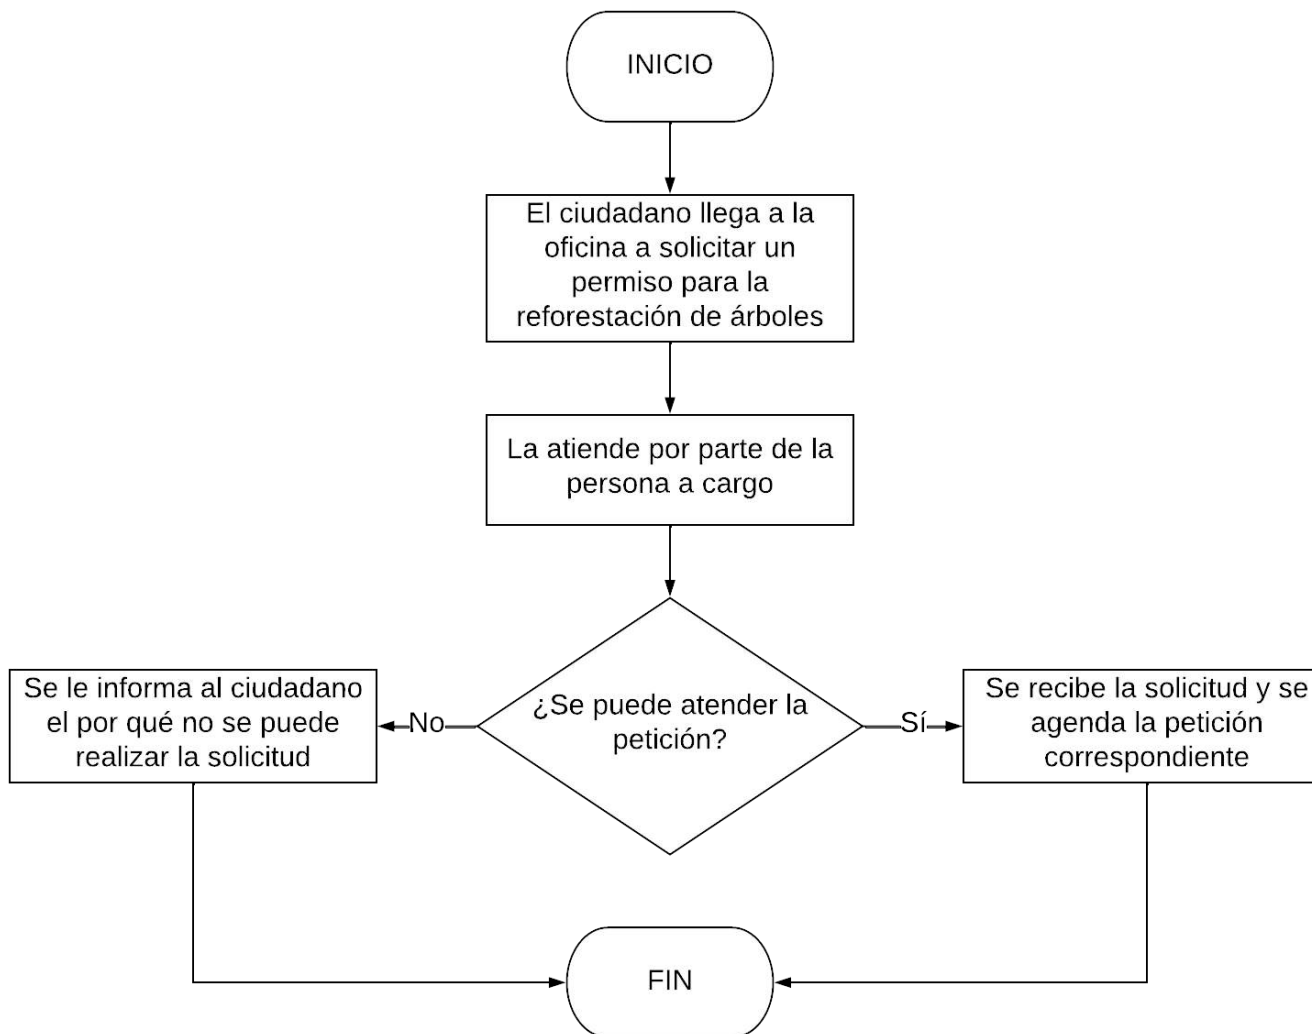 INICIO
El ciudadano llega a la
oficina a solicitar un
permiso para la
reforestación de árboles
La atiende por parte de la
persona a cargo
¿Se puede atender la
petición?
No
Sí
Se le informa al ciudadano
el por qué no se puede
realizar la solicitud
Se recibe la solicitud y se
agenda la petición
correspondiente
FIN